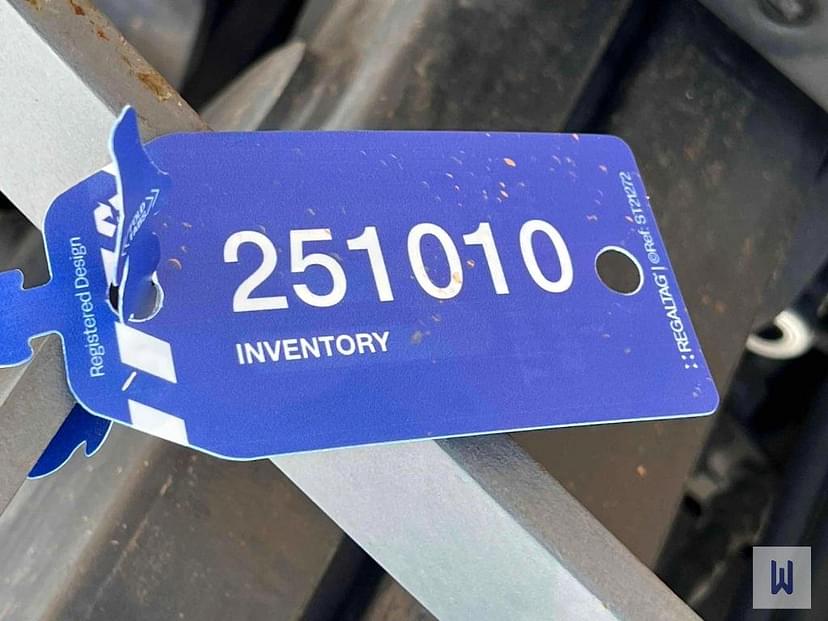 251010
INVENTORY
Registered Design
REGALTAG | © Ref: ST21272
W